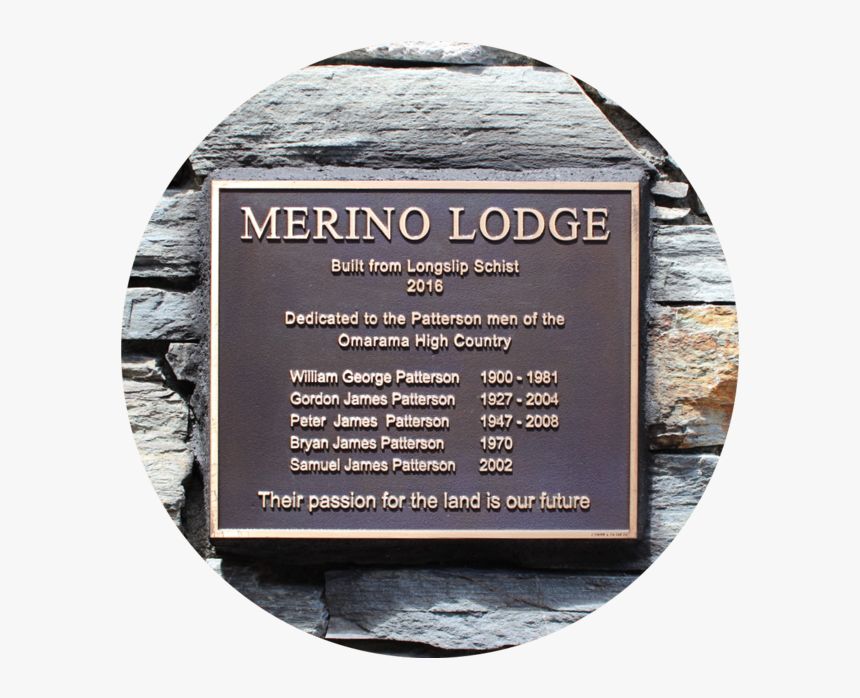 MERINO LODGE
Built from Longslip Schist
2016
Dedicated to the Patterson men of the
Omarama High Country
William George Patterson 1900 - 1981
Gordon James Patterson 1927 - 2004
Peter James Patterson 1947 - 2008
Bryan James Patterson 1970
Samuel James Patterson 2002
Their passion for the land is our future